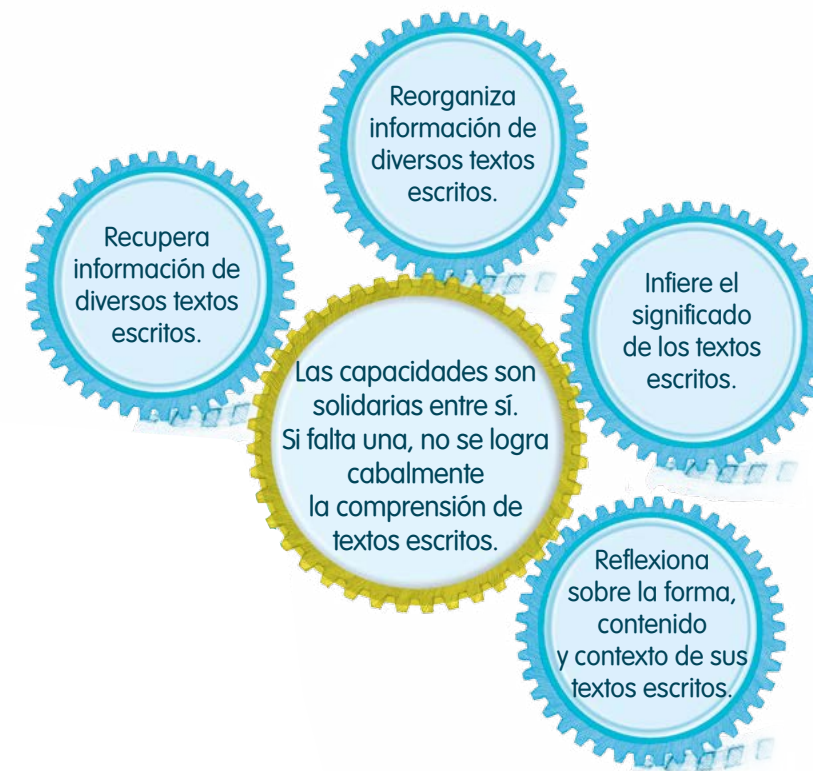 Reorganiza
información de
diversos textos
escritos.
Recupera
información de
diversos textos
escritos.
Infiere el
significado
de los textos
escritos.
Las capacidades son
solidarias entre sí.
Si falta una, no se logra
cabalmente
la comprensión de
textos escritos.
Reflexiona
sobre la forma,
contenido
y contexto de sus
textos escritos.